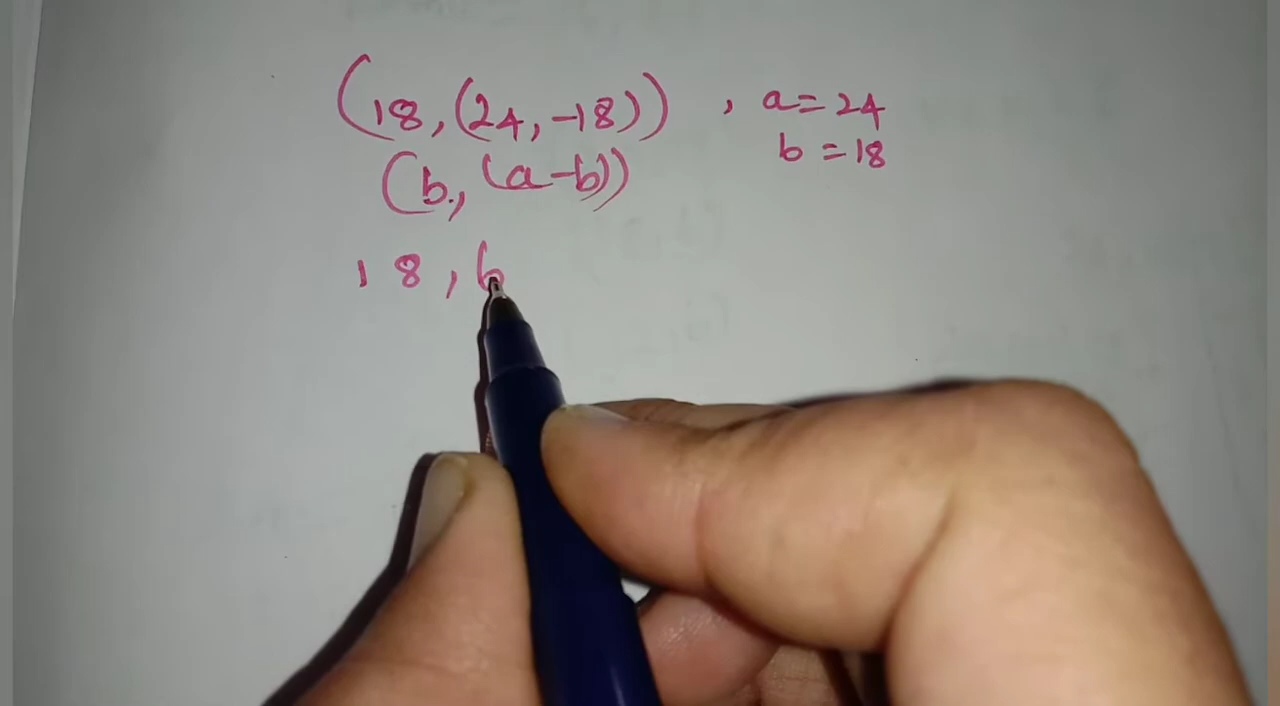 (18, (24, -18)) , a = 24
b = 18
(b, (a-b))
18, 6